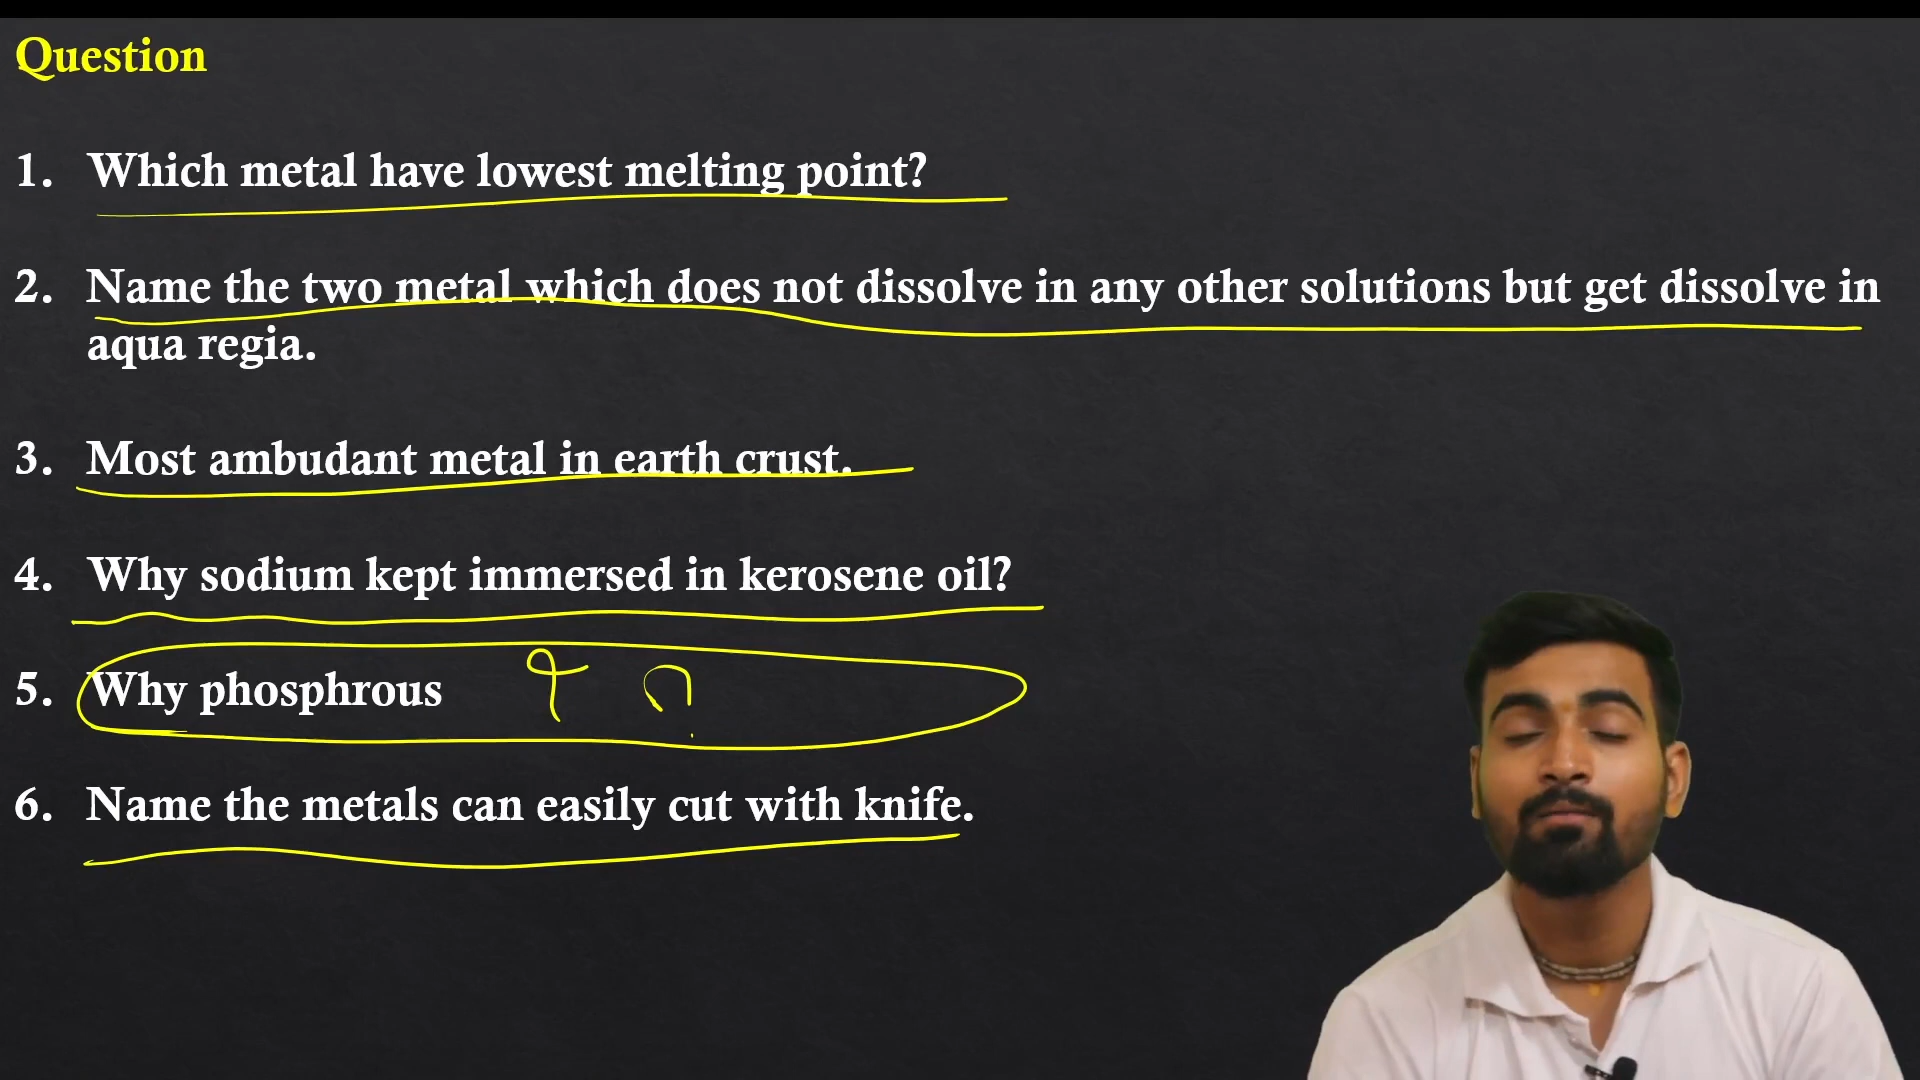 Question
1. Which metal have lowest melting point?
2. Name the two metal which does not dissolve in any other solutions but get dissolve in
aqua regia.
3. Most ambudant metal in earth crust.
4. Why sodium kept immersed in kerosene oil?
5. Why phosphrous
6. Name the metals can easily cut with knife.